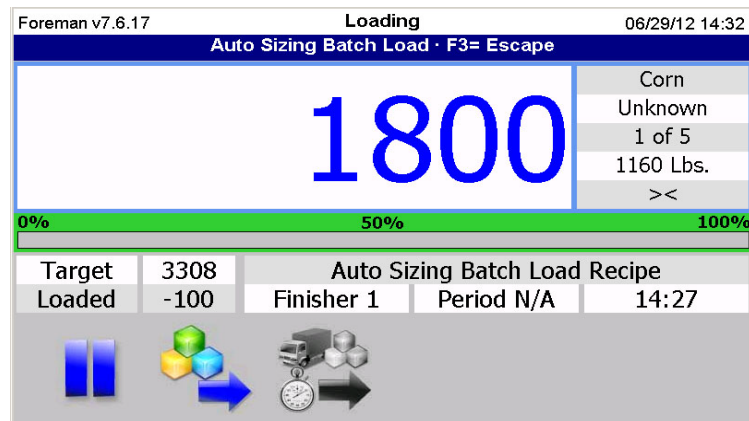 Foreman v7.6.17 Loading 06/29/12 14:32
Auto Sizing Batch Load · F3= Escape
1800
Corn
Unknown
1 of 5
1160 Lbs.
><
0% 50% 100%
Target 3308 Auto Sizing Batch Load Recipe
Loaded -100 Finisher 1 Period N/A 14:27